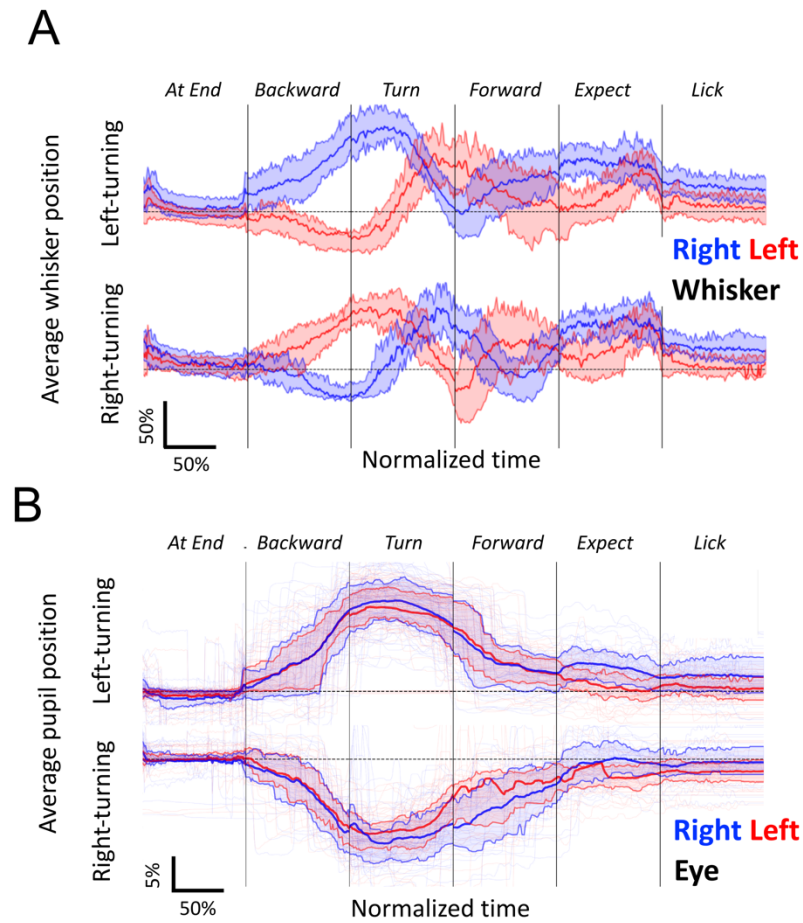 A
At End Backward Turn Forward Expect Lick
Average whisker position
Left-turning
Right-turning
Right Left
Whisker
50%
50%
Normalized time
B
At End Backward Turn Forward Expect Lick
Average pupil position
Left-turning
Right-turning
Right Left
Eye
5%
50%
Normalized time